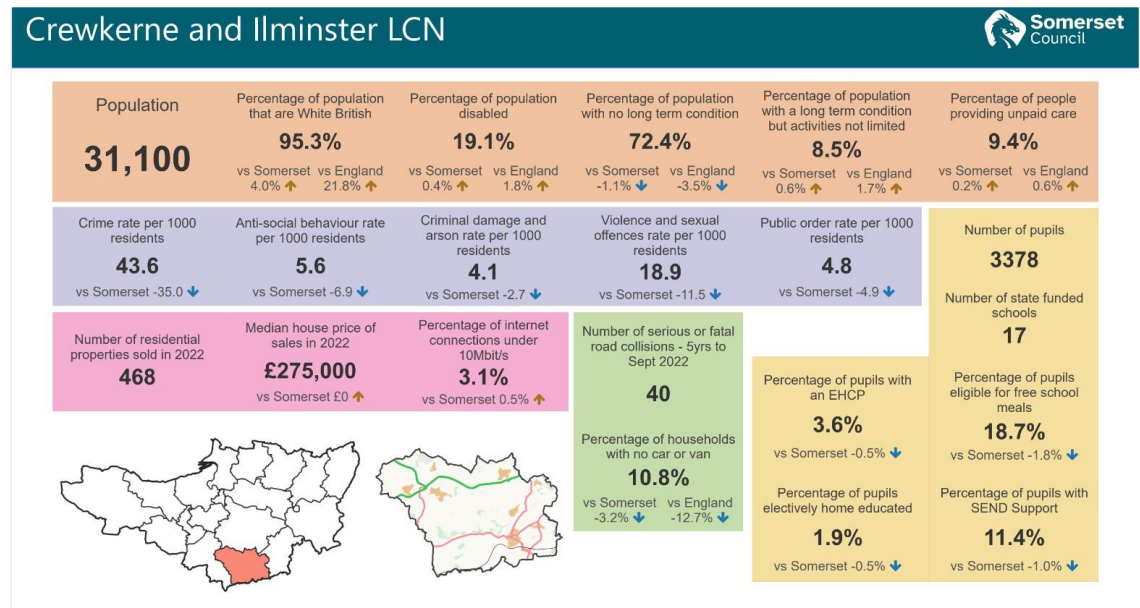 Crewkerne and Ilminster LCN
Somerset
Council
Population
31,100
Percentage of population
that are White British
95.3%
vs Somerset vs England
4.0% ↑ 21.8% ↑
Percentage of population
disabled
19.1%
vs Somerset vs England
0.4% ↑ 1.8% ↑
Percentage of population
with no long term condition
72.4%
vs Somerset vs England
-1.1% ↓ -3.5% ↓
Percentage of population
with a long term condition
but activities not limited
8.5%
vs Somerset vs England
0.6% ↑ 1.7% ↑
Percentage of people
providing unpaid care
9.4%
vs Somerset vs England
0.2% ↑ 0.6% ↑
Crime rate per 1000
residents
43.6
vs Somerset -35.0 ↓
Anti-social behaviour rate
per 1000 residents
5.6
vs Somerset -6.9 ↓
Criminal damage and
arson rate per 1000
residents
4.1
vs Somerset -2.7 ↓
Violence and sexual
offences rate per 1000
residents
18.9
vs Somerset -11.5 ↓
Public order rate per 1000
residents
4.8
vs Somerset -4.9 ↓
Number of pupils
3378
Number of state funded
schools
17
Number of residential
properties sold in 2022
468
Median house price of
sales in 2022
£275,000
vs Somerset £0 ↑
Percentage of internet
connections under
10Mbit/s
3.1%
vs Somerset 0.5% ↑
Number of serious or fatal
road collisions - 5yrs to
Sept 2022
40
Percentage of households
with no car or van
10.8%
vs Somerset vs England
-3.2% ↓ -12.7% ↓
Percentage of pupils with
an EHCP
3.6%
vs Somerset -0.5% ↓
Percentage of pupils
eligible for free school
meals
18.7%
vs Somerset -1.8% ↓
Percentage of pupils
electively home educated
1.9%
vs Somerset -0.5% ↓
Percentage of pupils with
SEND Support
11.4%
vs Somerset -1.0% ↓